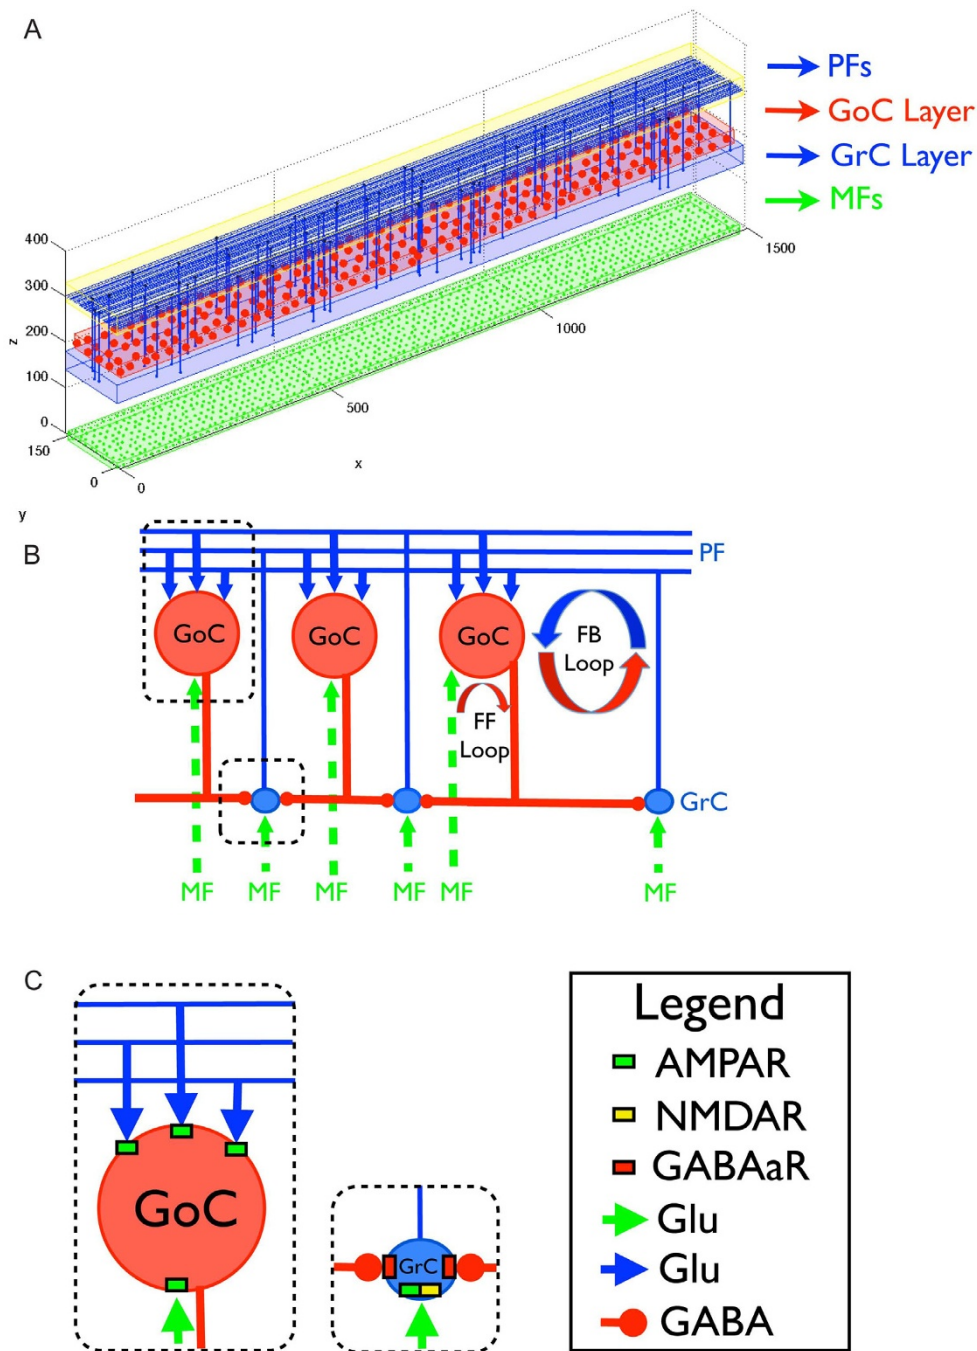 A
PFs
GoC Layer
GrC Layer
MFs
400
300
200
100
0
z
150
0
0
500
1000
1500
x
y
B
PF
GoC
GoC
GoC
FB
Loop
FF
Loop
GrC
MF
MF
MF
MF
MF
MF
C
GoC
GrC
Legend
AMPAR
NMDAR
GABAaR
Glu
Glu
GABA